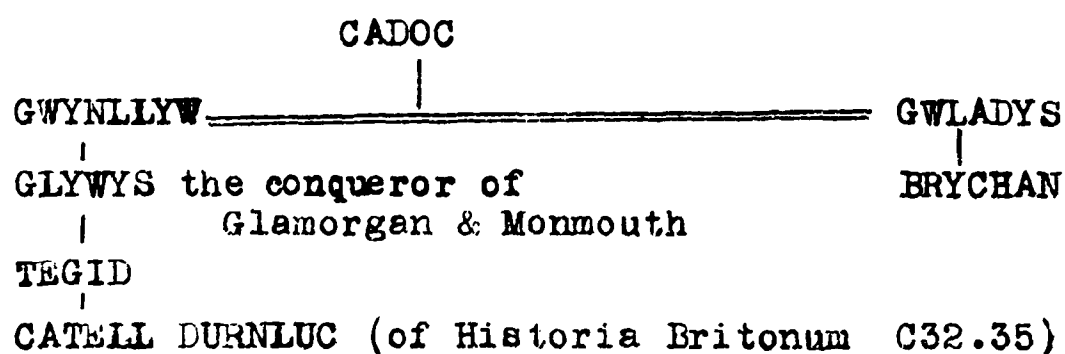 CADOC
GWYNLLYW GWLADYS
GLYWYS the conqueror of BRYCHAN
Glamorgan & Monmouth
TEGID
CATELL DURNLUC (of Historia Britonum C32.35)